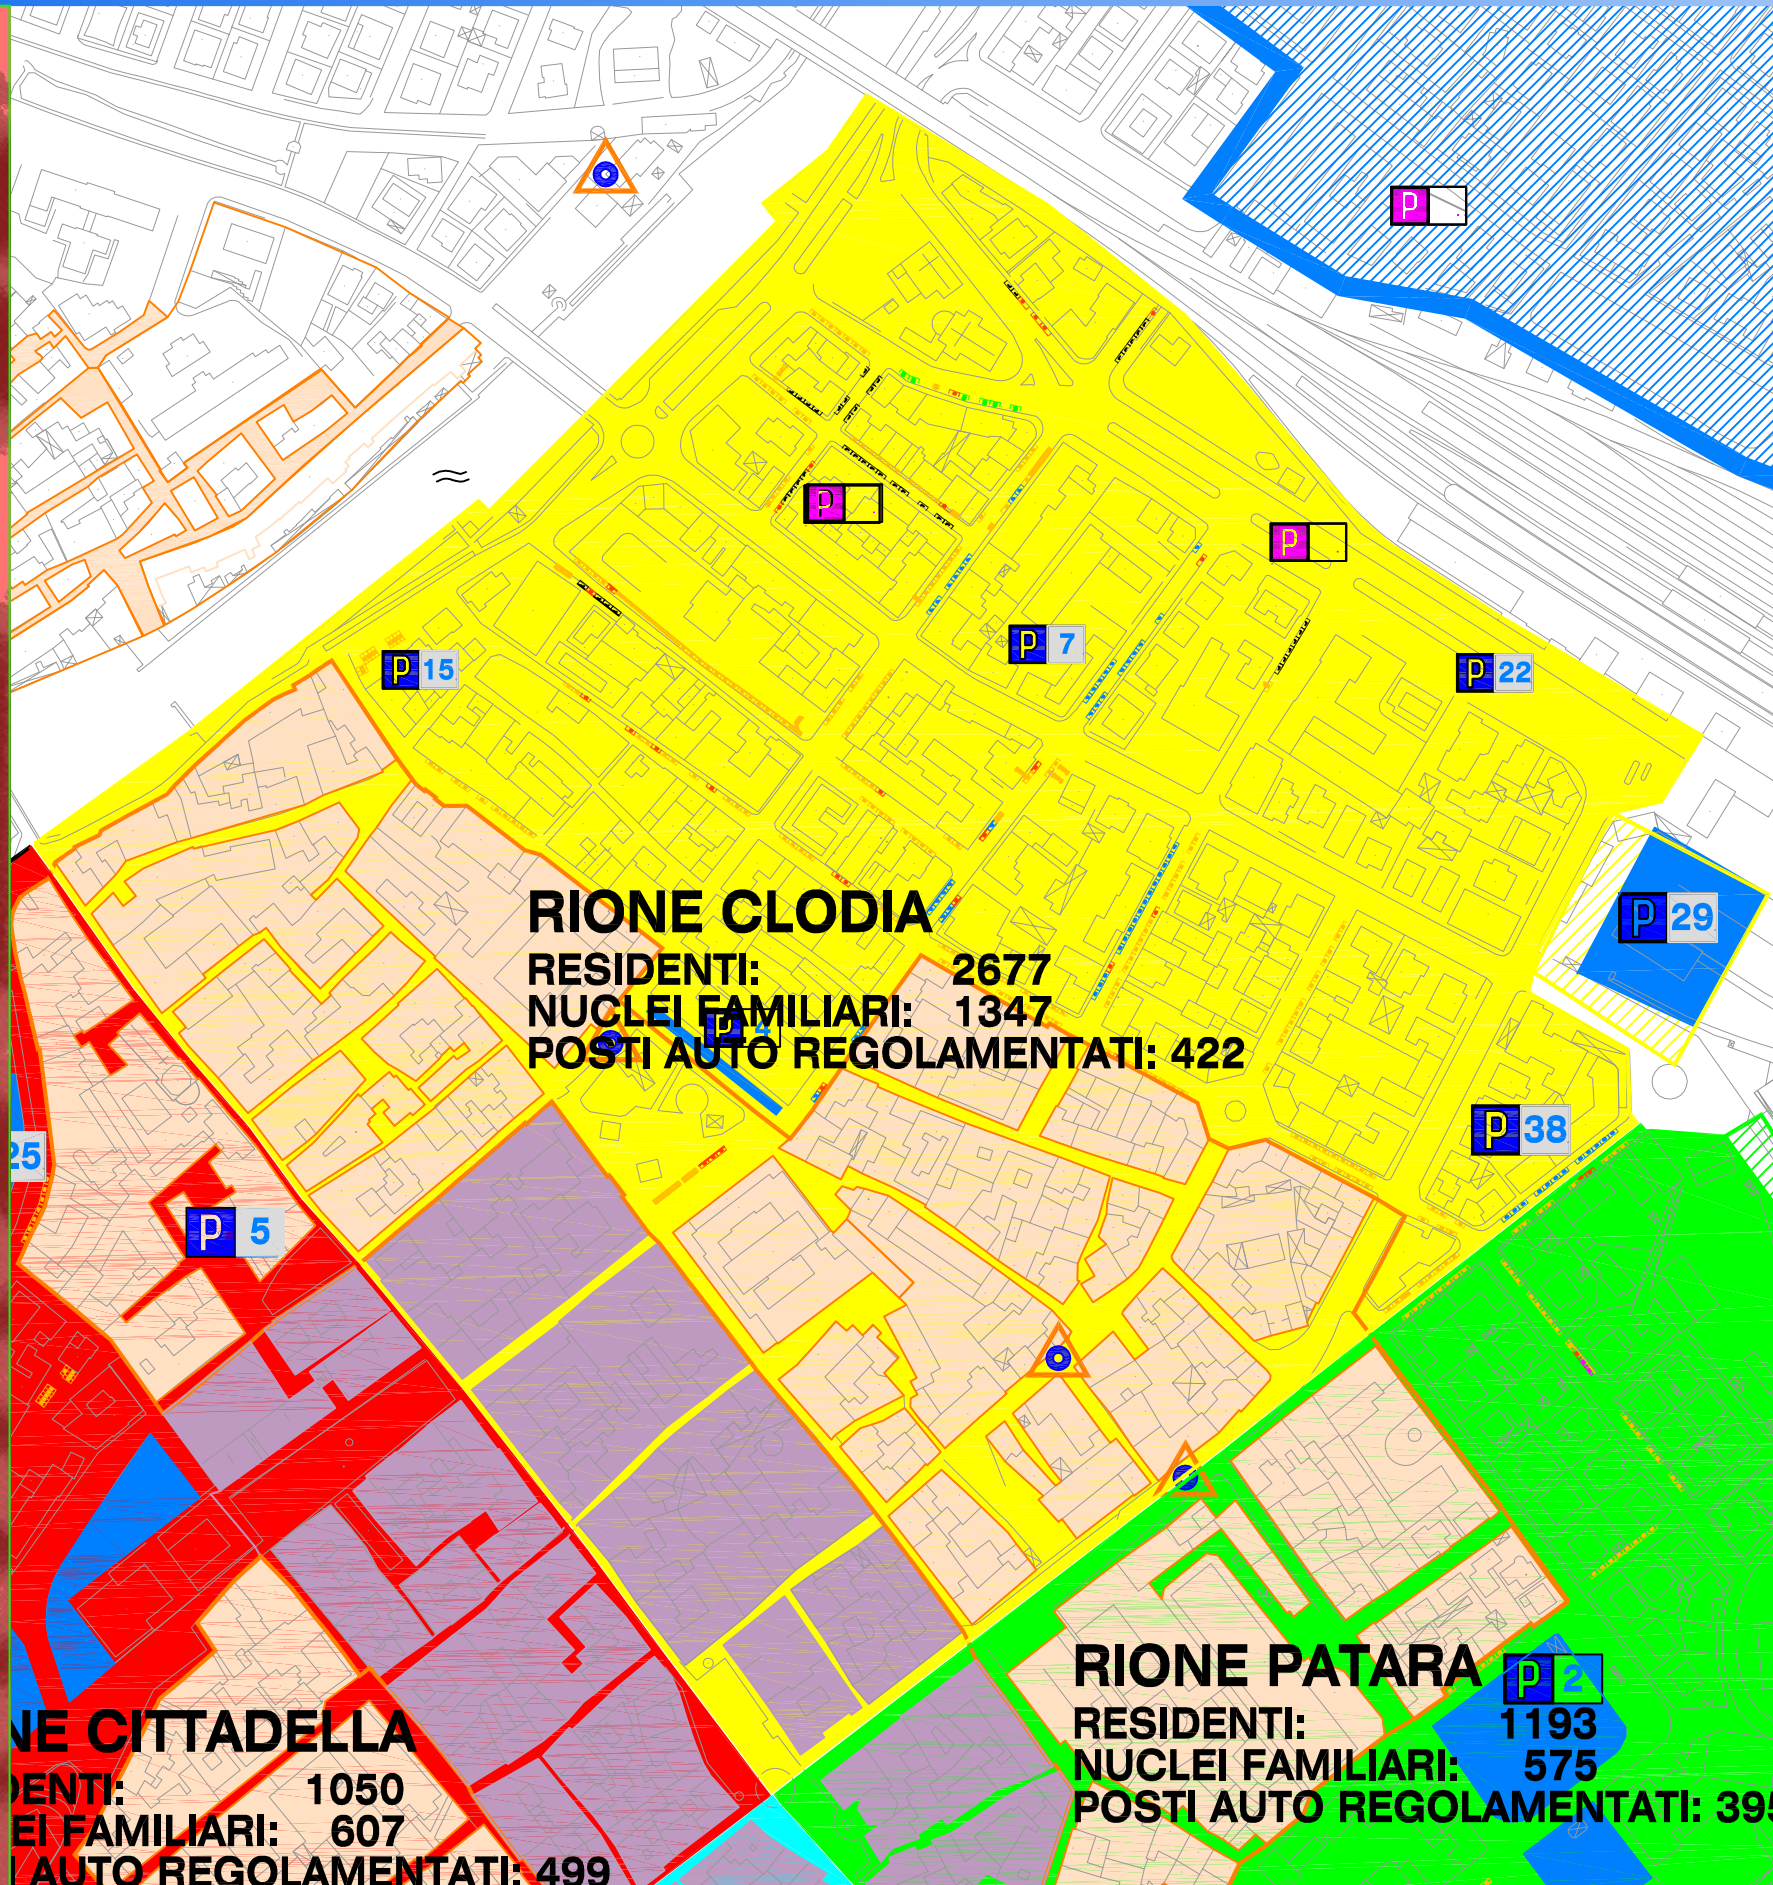 P
P
P
P 7
P 15
P 22
P 29
RIONE CLODIA
RESIDENTI: 2677
NUCLEI FAMILIARI: 1347
P 4
POSTI AUTO REGOLAMENTATI: 422
P 38
25
P 5
RIONE PATARA
P 2
RESIDENTI: 1193
NUCLEI FAMILIARI: 575
POSTI AUTO REGOLAMENTATI: 395
NE CITTADELLA
DENTI: 1050
EI FAMILIARI: 607
I AUTO REGOLAMENTATI: 499